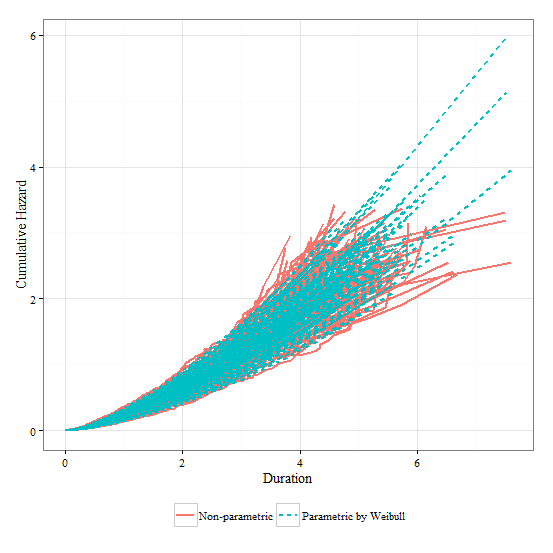 6
4
2
0
Cumulative Hazard
0 2 4 6
Duration
Non-parametric Parametric by Weibull